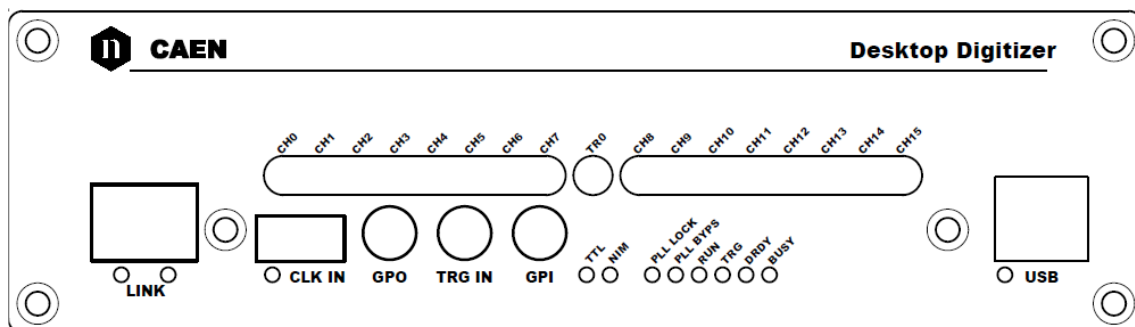 n CAEN
Desktop Digitizer
CH0 CH1 CH2 CH3 CH4 CH5 CH6 CH7 TR0 CH8 CH9 CH10 CH11 CH12 CH13 CH14 CH15
TTL NIM PLL LOCK PLL BYPS RUN TRG DRDY BUSY
LINK CLK IN GPO TRG IN GPI USB